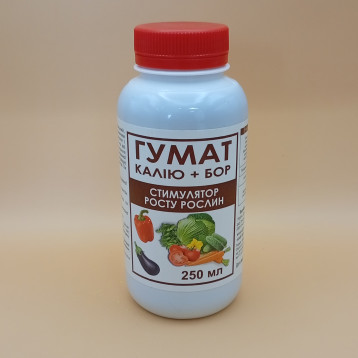 ГУМАТ
КАЛІЮ + БОР
СТИМУЛЯТОР
РОСТУ РОСЛИН
250 мл